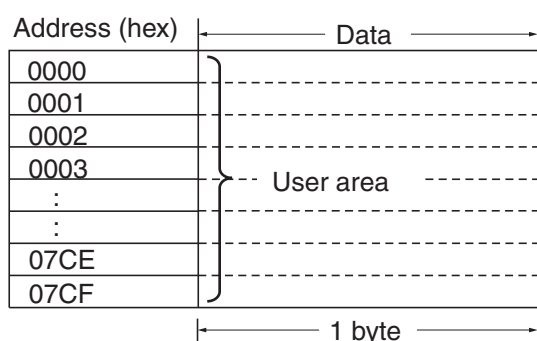 Address (hex) Data
0000
0001
0002
0003
User area
:
:
07CE
07CF
1 byte